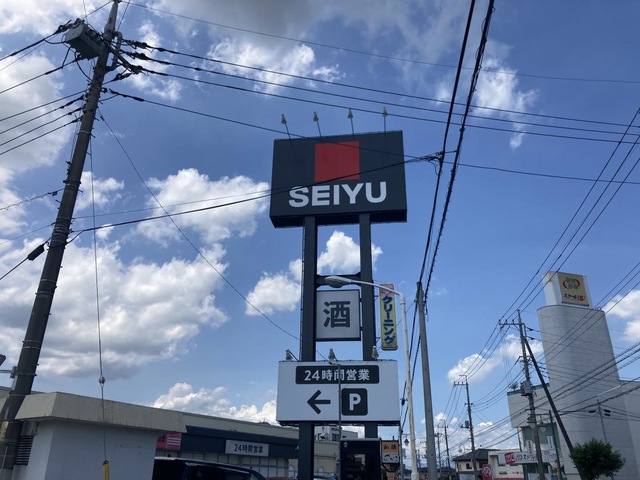 SEIYU
酒
クリーニング
24時間営業
← P
24時間営業